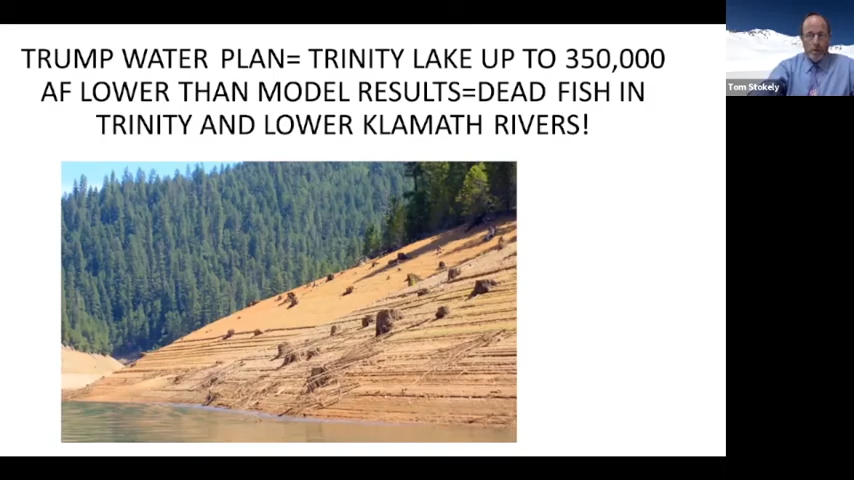 TRUMP WATER PLAN= TRINITY LAKE UP TO 350,000
AF LOWER THAN MODEL RESULTS=DEAD FISH IN
TRINITY AND LOWER KLAMATH RIVERS!
Tom Stokely